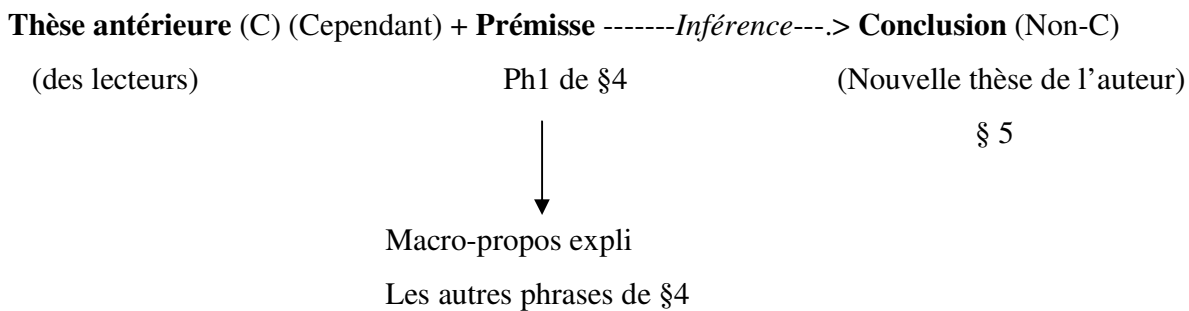 Thèse antérieure (C) (Cependant) + Prémisse -------Inférence---.> Conclusion (Non-C)
(des lecteurs) Ph1 de §4 (Nouvelle thèse de l’auteur)
§ 5
Macro-propos expli
Les autres phrases de §4